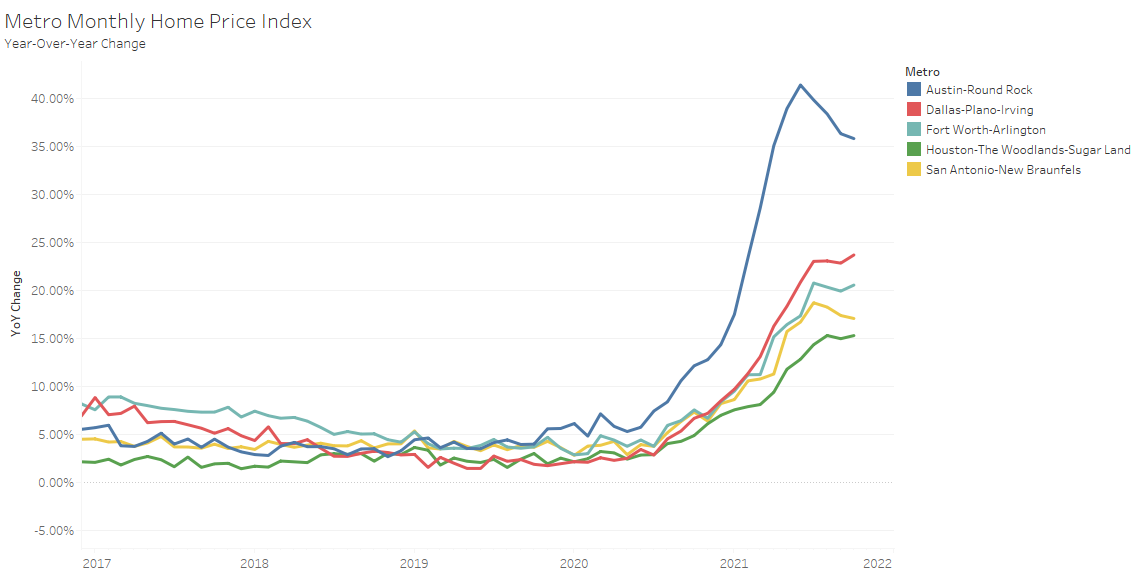 Metro Monthly Home Price Index
Year-Over-Year Change
Metro
Austin-Round Rock
Dallas-Plano-Irving
Fort Worth-Arlington
Houston-The Woodlands-Sugar Land
San Antonio-New Braunfels
YoY Change
40.00%
35.00%
30.00%
25.00%
20.00%
15.00%
10.00%
5.00%
0.00%
-5.00%
2017 2018 2019 2020 2021 2022